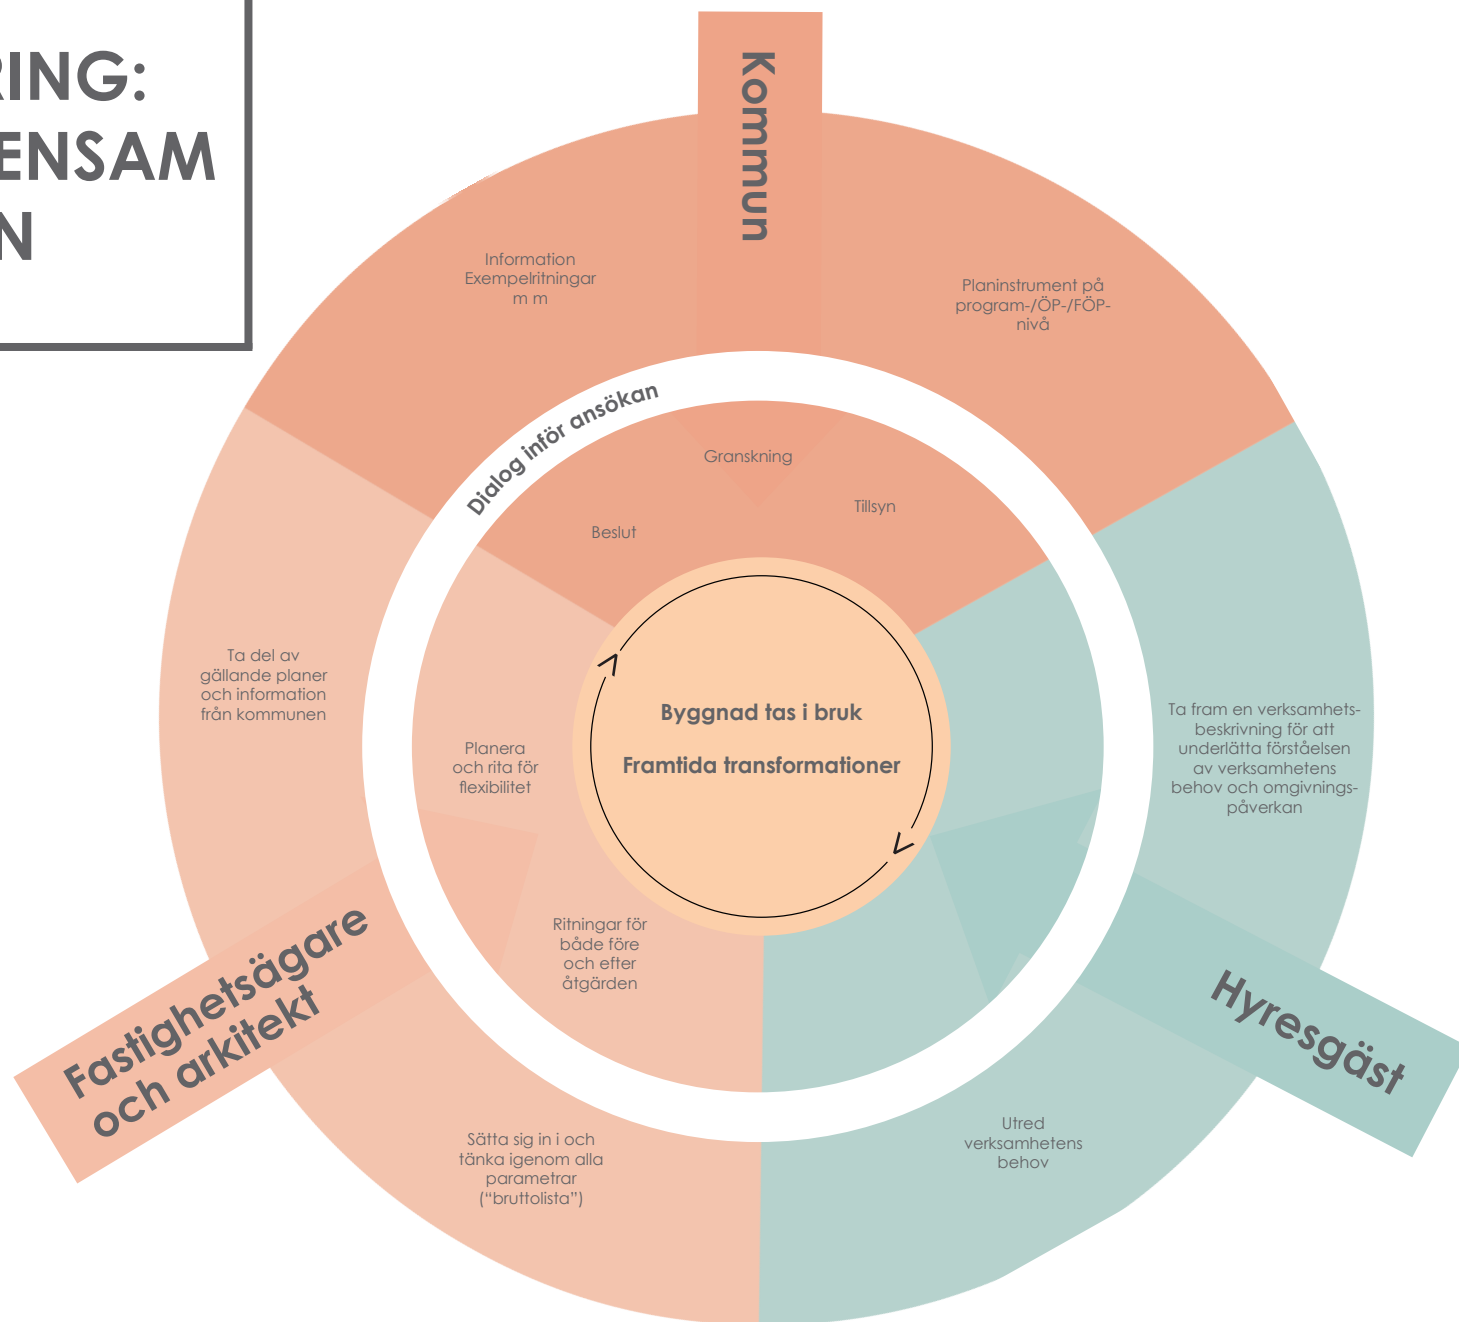 RING:
ENSAM
N
Kommun
Information
Exempelritningar
m m
Planinstrument på
program-/ÖP-/FÖP-
nivå
Dialog inför ansökan
Granskning
Tillsyn
Beslut
Ta del av
gällande planer
och information
från kommunen
Planera
och rita för
flexibilitet
Byggnad tas i bruk
Framtida transformationer
Ta fram en verksamhets-
beskrivning för att
underlätta förståelsen
av verksamhetens
behov och omgivnings-
påverkan
Ritningar för
både före
och efter
åtgärden
Fastighetsägare
och arkitekt
Hyresgäst
Sätta sig in i och
tänka igenom alla
parametrar
(“bruttolista”)
Utred
verksamhetens
behov